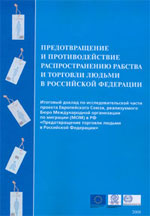 ПРЕДОТВРАЩЕНИЕ
И ПРОТИВОДЕЙСТВИЕ
РАСПРОСТРАНЕНИЮ РАБСТВА
И ТОРГОВЛИ ЛЮДЬМИ
В РОССИЙСКОЙ ФЕДЕРАЦИИ
Итоговый доклад по исследовательской части
проекта Европейского Союза, реализуемого
Бюро Международной организации
по миграции (МОМ) в РФ
«Предотвращение торговли людьми
в Российской Федерации»
2008